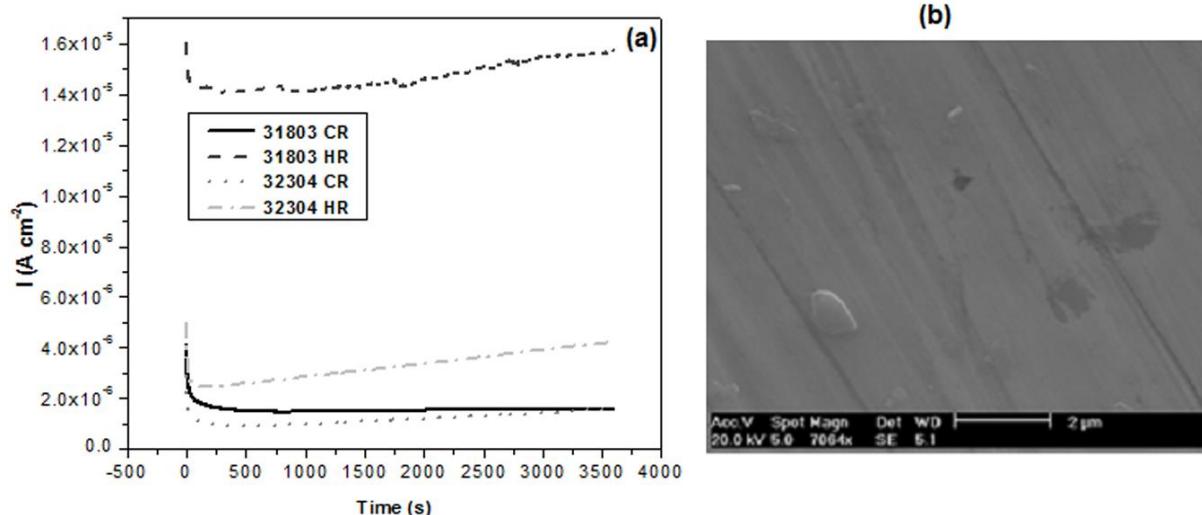 (a)
I (A cm⁻²)
1.6x10⁻⁵
1.4x10⁻⁵
1.2x10⁻⁵
1.0x10⁻⁵
8.0x10⁻⁶
6.0x10⁻⁶
4.0x10⁻⁶
2.0x10⁻⁶
0.0
31803 CR
31803 HR
32304 CR
32304 HR
-500 0 500 1000 1500 2000 2500 3000 3500 4000
Time (s)
(b)
Acc.V Spot Magn Det WD 2 µm
20.0 kV 5.0 7064x SE 5.1